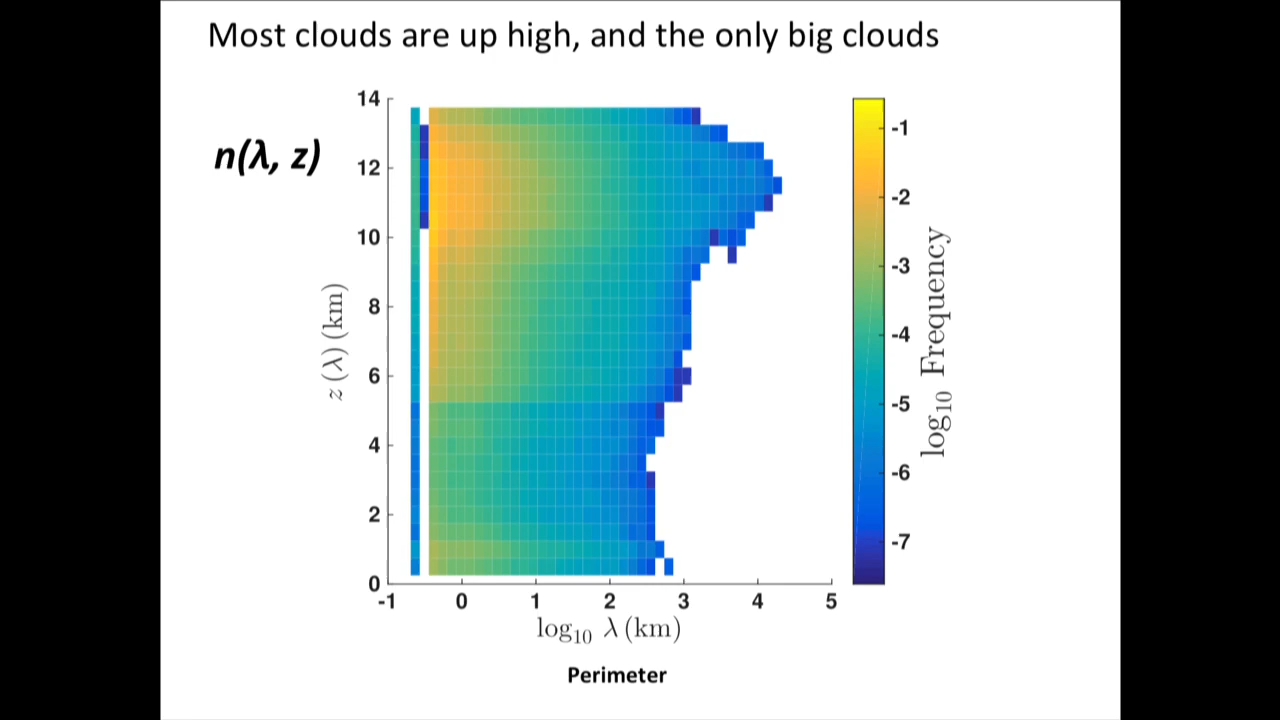 Most clouds are up high, and the only big clouds
n(λ, z)
14
12
10
8
6
4
2
0
z (λ) (km)
-1 0 1 2 3 4 5
log10 λ (km)
Perimeter
-1
-2
-3
-4
-5
-6
-7
log10 Frequency